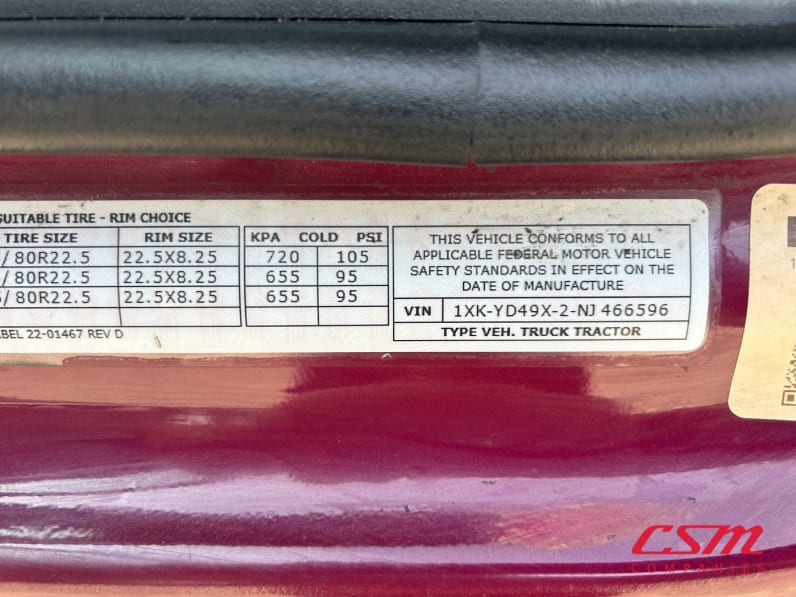 SUITABLE TIRE - RIM CHOICE
TIRE SIZE RIM SIZE KPA COLD PSI
/ 80R22.5 22.5X8.25 720 105
/ 80R22.5 22.5X8.25 655 95
/ 80R22.5 22.5X8.25 655 95
ABEL 22-01467 REV D
THIS VEHICLE CONFORMS TO ALL
APPLICABLE FEDERAL MOTOR VEHICLE
SAFETY STANDARDS IN EFFECT ON THE
DATE OF MANUFACTURE
VIN 1XK-YD49X-2-NJ 466596
TYPE VEH. TRUCK TRACTOR
CSM
COMPANIES